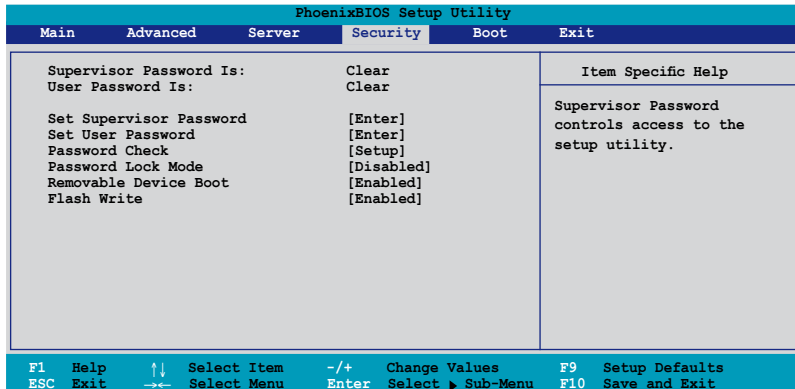 PhoenixBIOS Setup Utility
Main Advanced Server Security Boot Exit
Supervisor Password Is: Clear
User Password Is: Clear
Set Supervisor Password [Enter]
Set User Password [Enter]
Password Check [Setup]
Password Lock Mode [Disabled]
Removable Device Boot [Enabled]
Flash Write [Enabled]
Item Specific Help
Supervisor Password
controls access to the
setup utility.
F1 Help ↑↓ Select Item -/+ Change Values F9 Setup Defaults
ESC Exit →← Select Menu Enter Select ▶ Sub-Menu F10 Save and Exit